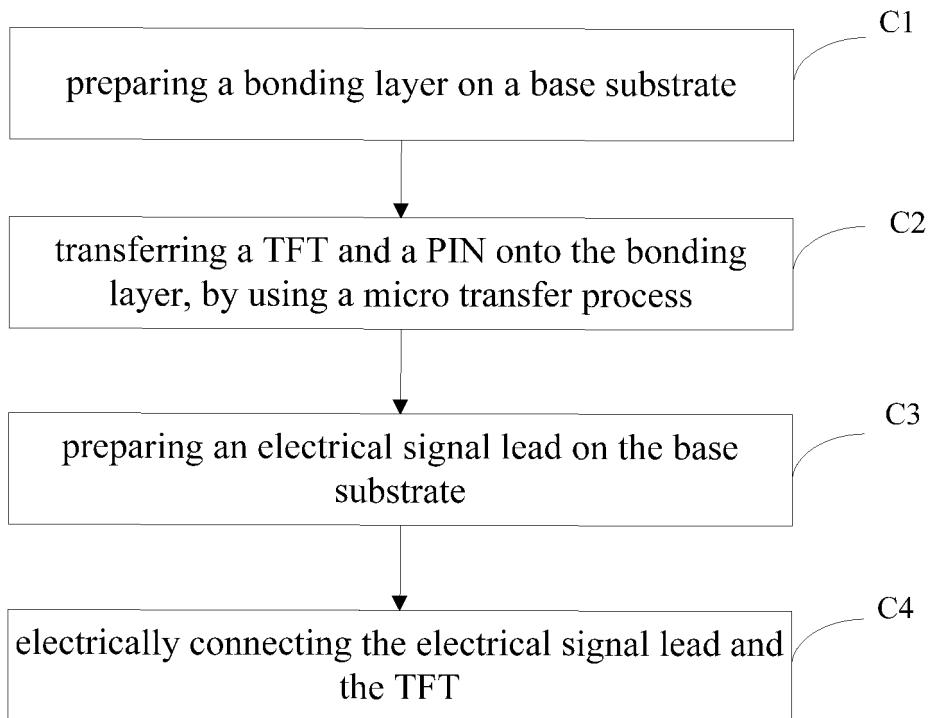 C1
preparing a bonding layer on a base substrate
C2
transferring a TFT and a PIN onto the bonding
layer, by using a micro transfer process
C3
preparing an electrical signal lead on the base
substrate
C4
electrically connecting the electrical signal lead and
the TFT